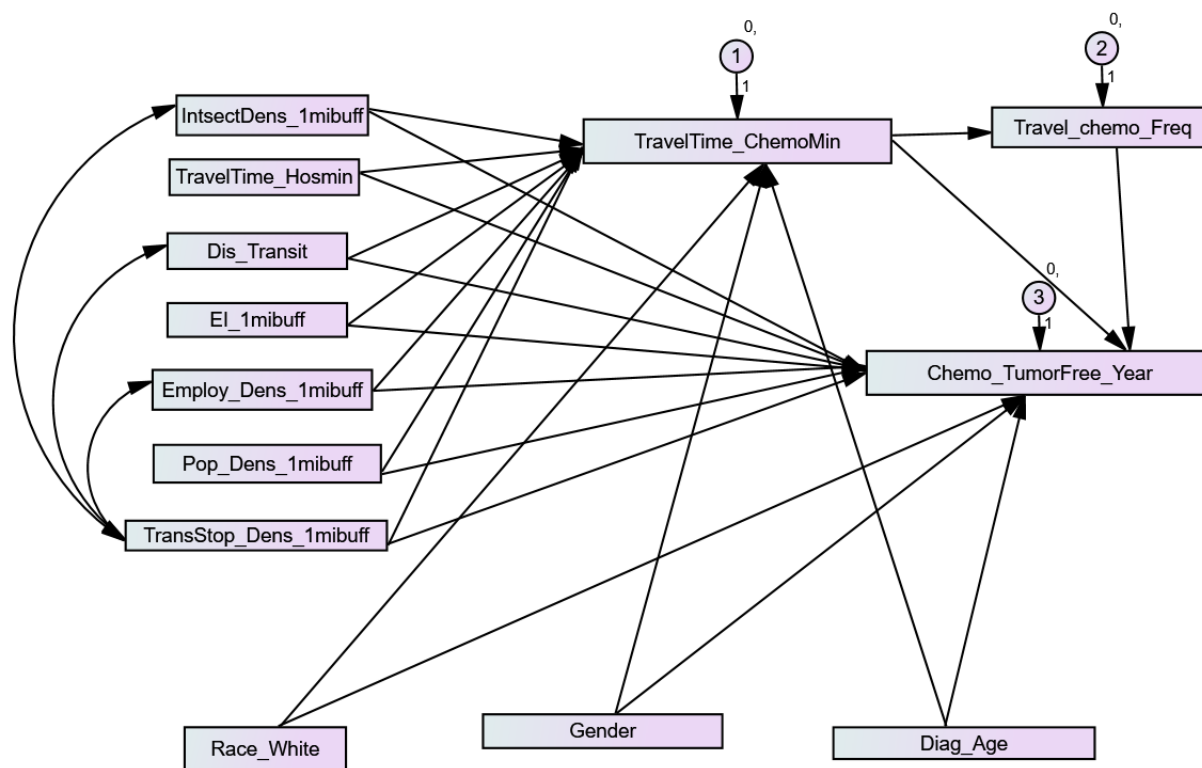 0,
1
1
0,
2
1
IntsectDens_1mibuff
TravelTime_ChemoMin
Travel_chemo_Freq
TravelTime_Hosmin
Dis_Transit
0,
3
1
EI_1mibuff
Chemo_TumorFree_Year
Employ_Dens_1mibuff
Pop_Dens_1mibuff
TransStop_Dens_1mibuff
Race_White
Gender
Diag_Age